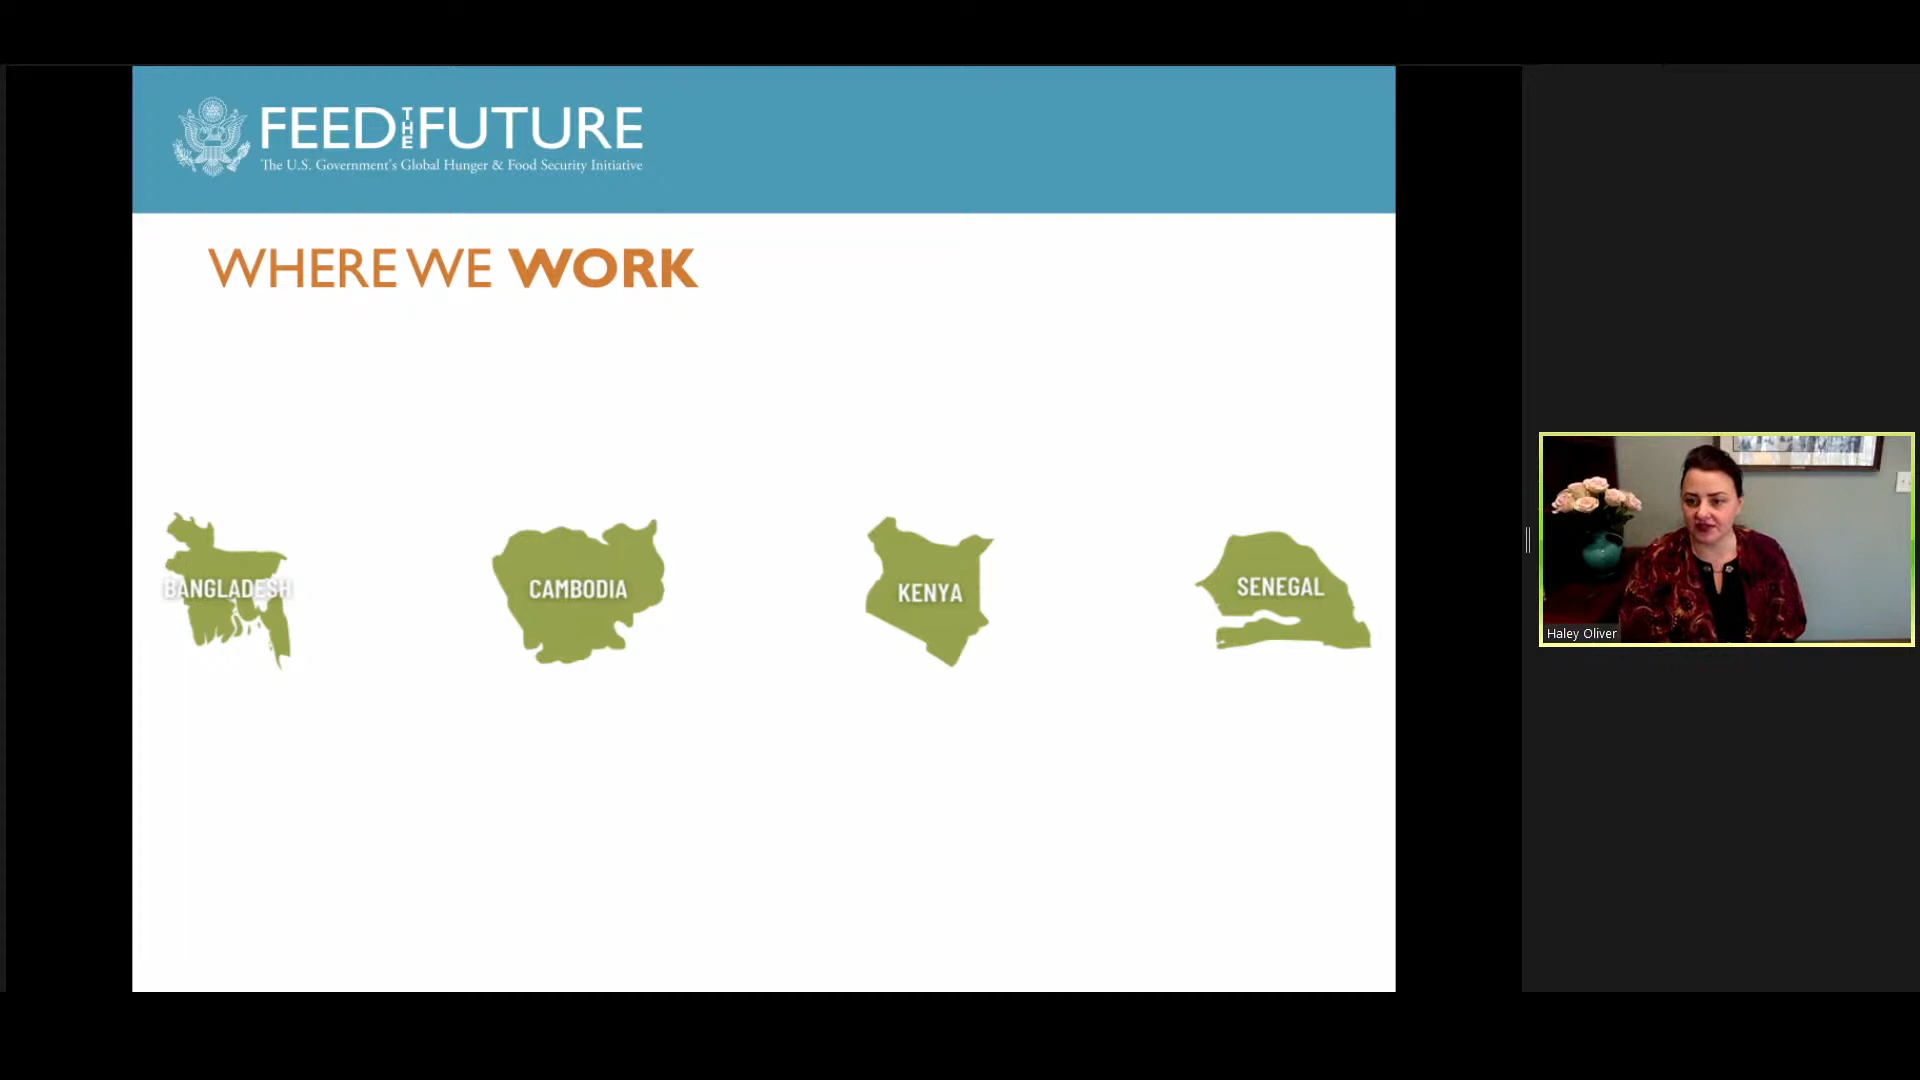 FEED THE FUTURE
The U.S. Government's Global Hunger & Food Security Initiative
WHERE WE WORK
BANGLADESH
CAMBODIA
KENYA
SENEGAL
Haley Oliver